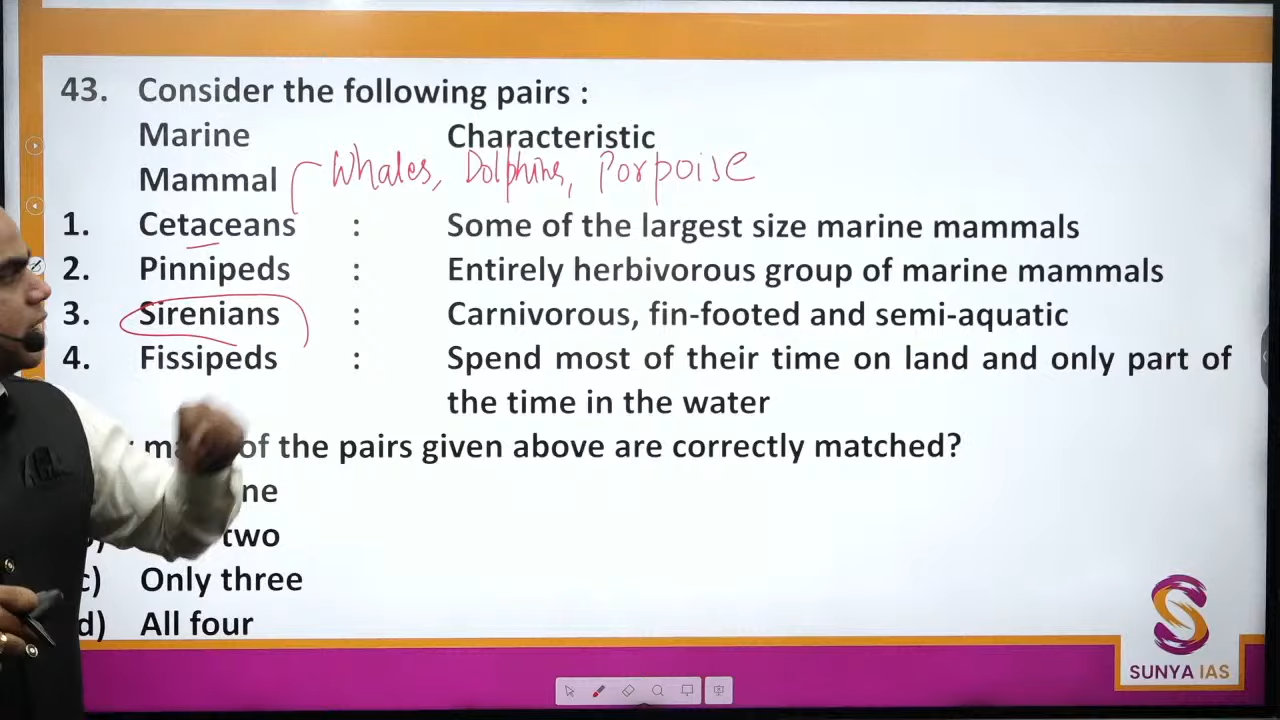 43. Consider the following pairs :
Marine Characteristic
Mammal Whales, Dolphins, Porpoise
1. Cetaceans : Some of the largest size marine mammals
2. Pinnipeds : Entirely herbivorous group of marine mammals
3. Sirenians : Carnivorous, fin-footed and semi-aquatic
4. Fissipeds : Spend most of their time on land and only part of
the time in the water
of the pairs given above are correctly matched?
two
c) Only three
d) All four
SUNYA IAS